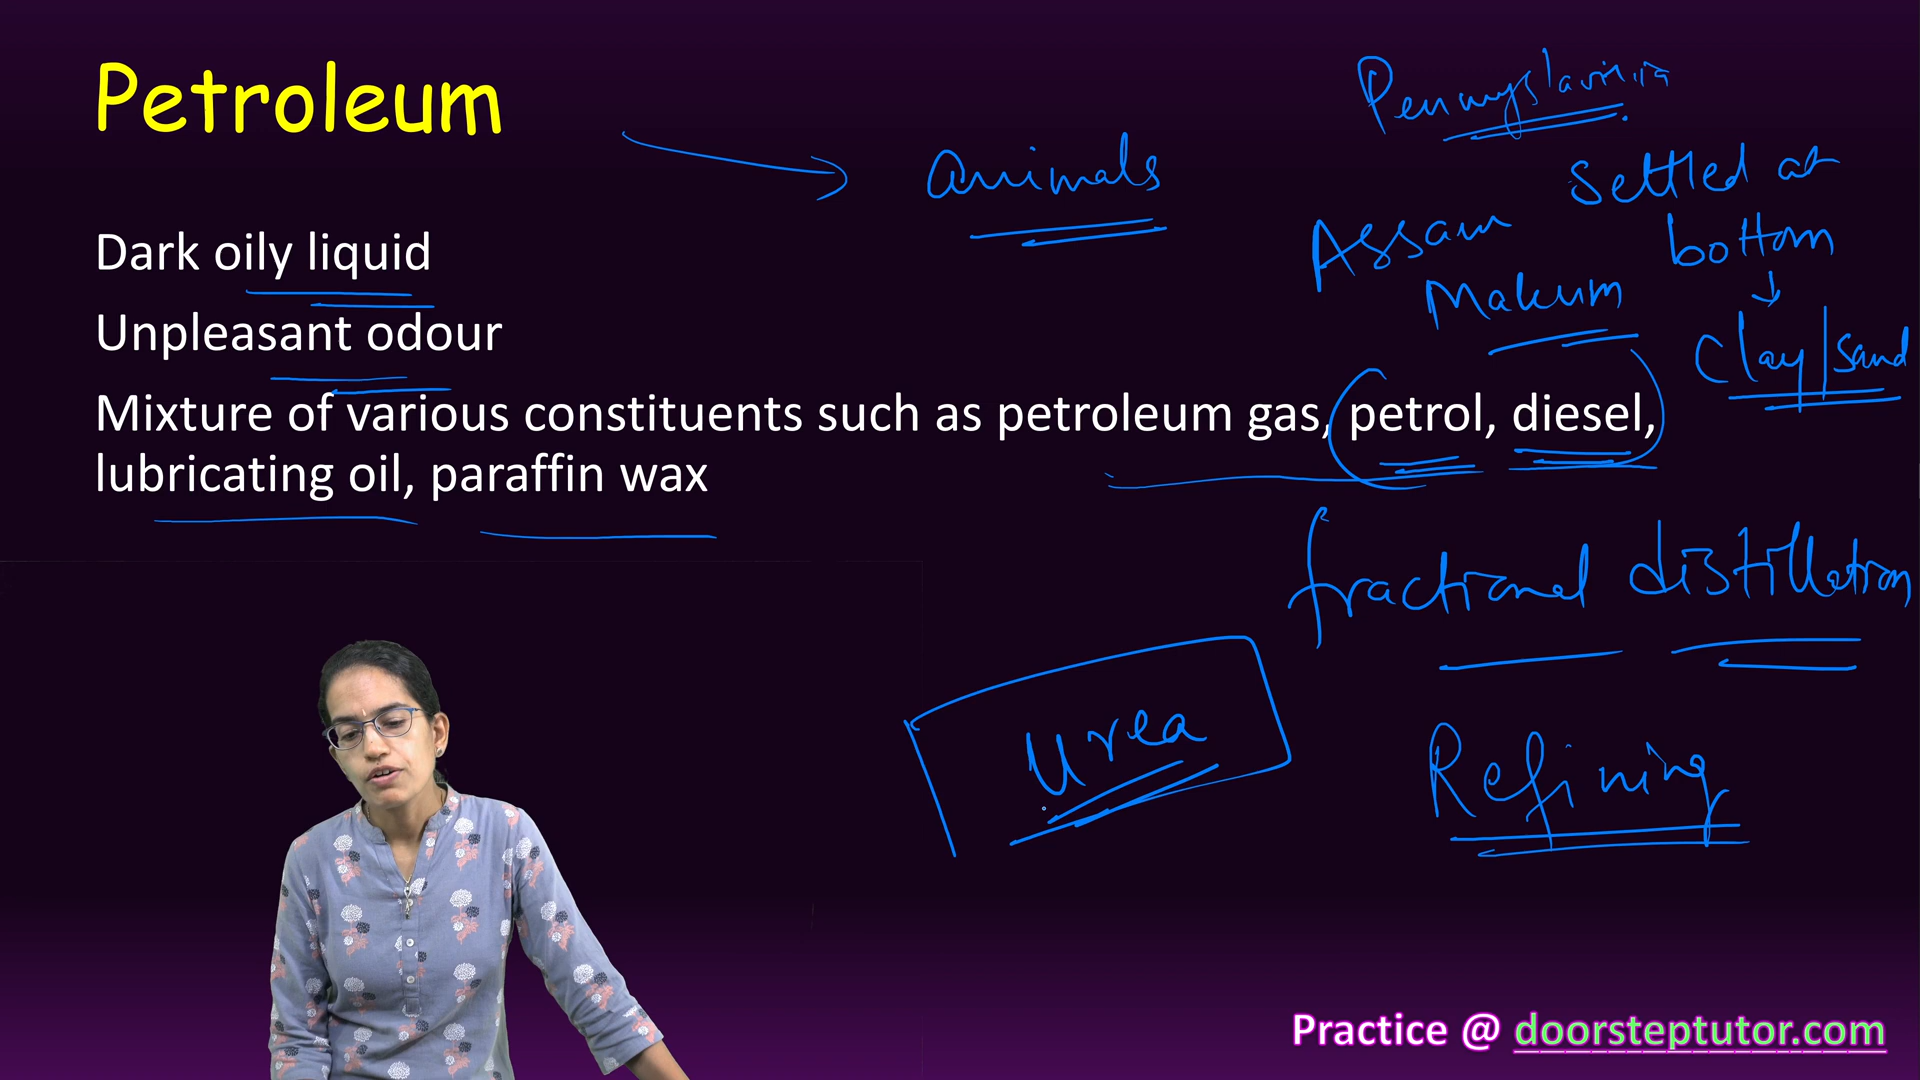 Petroleum
Pennyslavinia
animals
Settled at
bottom
Assam
Makum
Clay/sand
Dark oily liquid
Unpleasant odour
Mixture of various constituents such as petroleum gas, petrol, diesel,
lubricating oil, paraffin wax
fractional distillation
Urea
Refining
Practice @ doorsteptutor.com